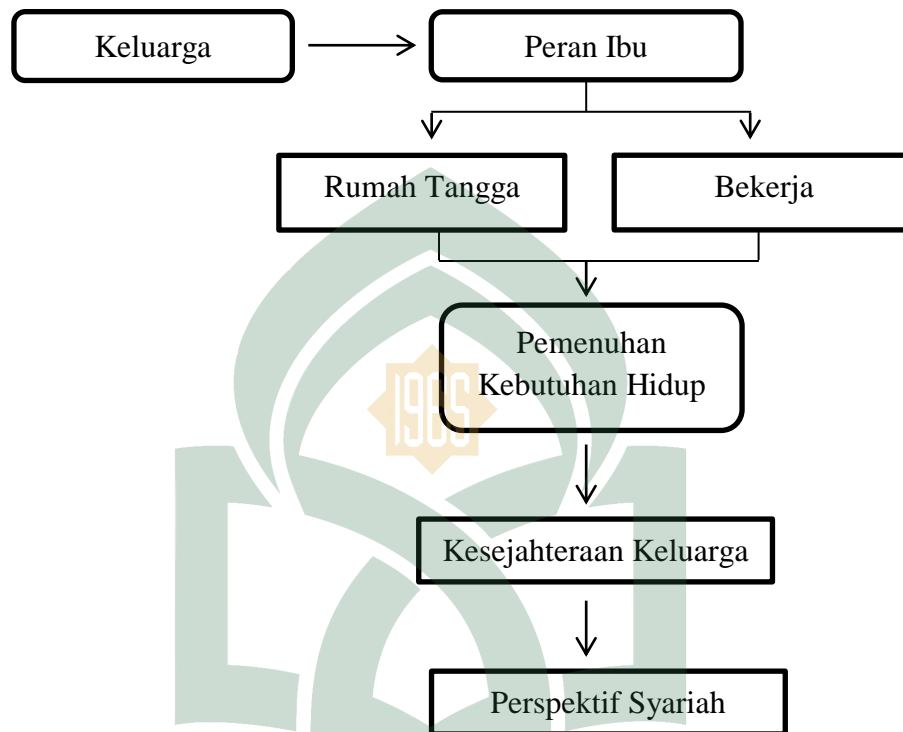 Keluarga
Peran Ibu
Rumah Tangga
Bekerja
Pemenuhan
Kebutuhan Hidup
1965
Kesejahteraan Keluarga
Perspektif Syariah